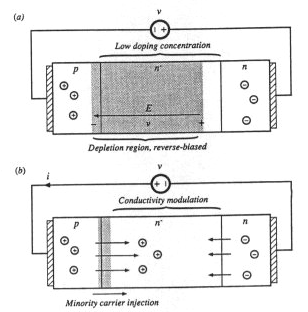 (a)
v
− +
Low doping concentration
p n⁻ n
E
v
− +
Depletion region, reverse-biased
(b)
v
i
+ −
Conductivity modulation
p n⁻ n
Minority carrier injection